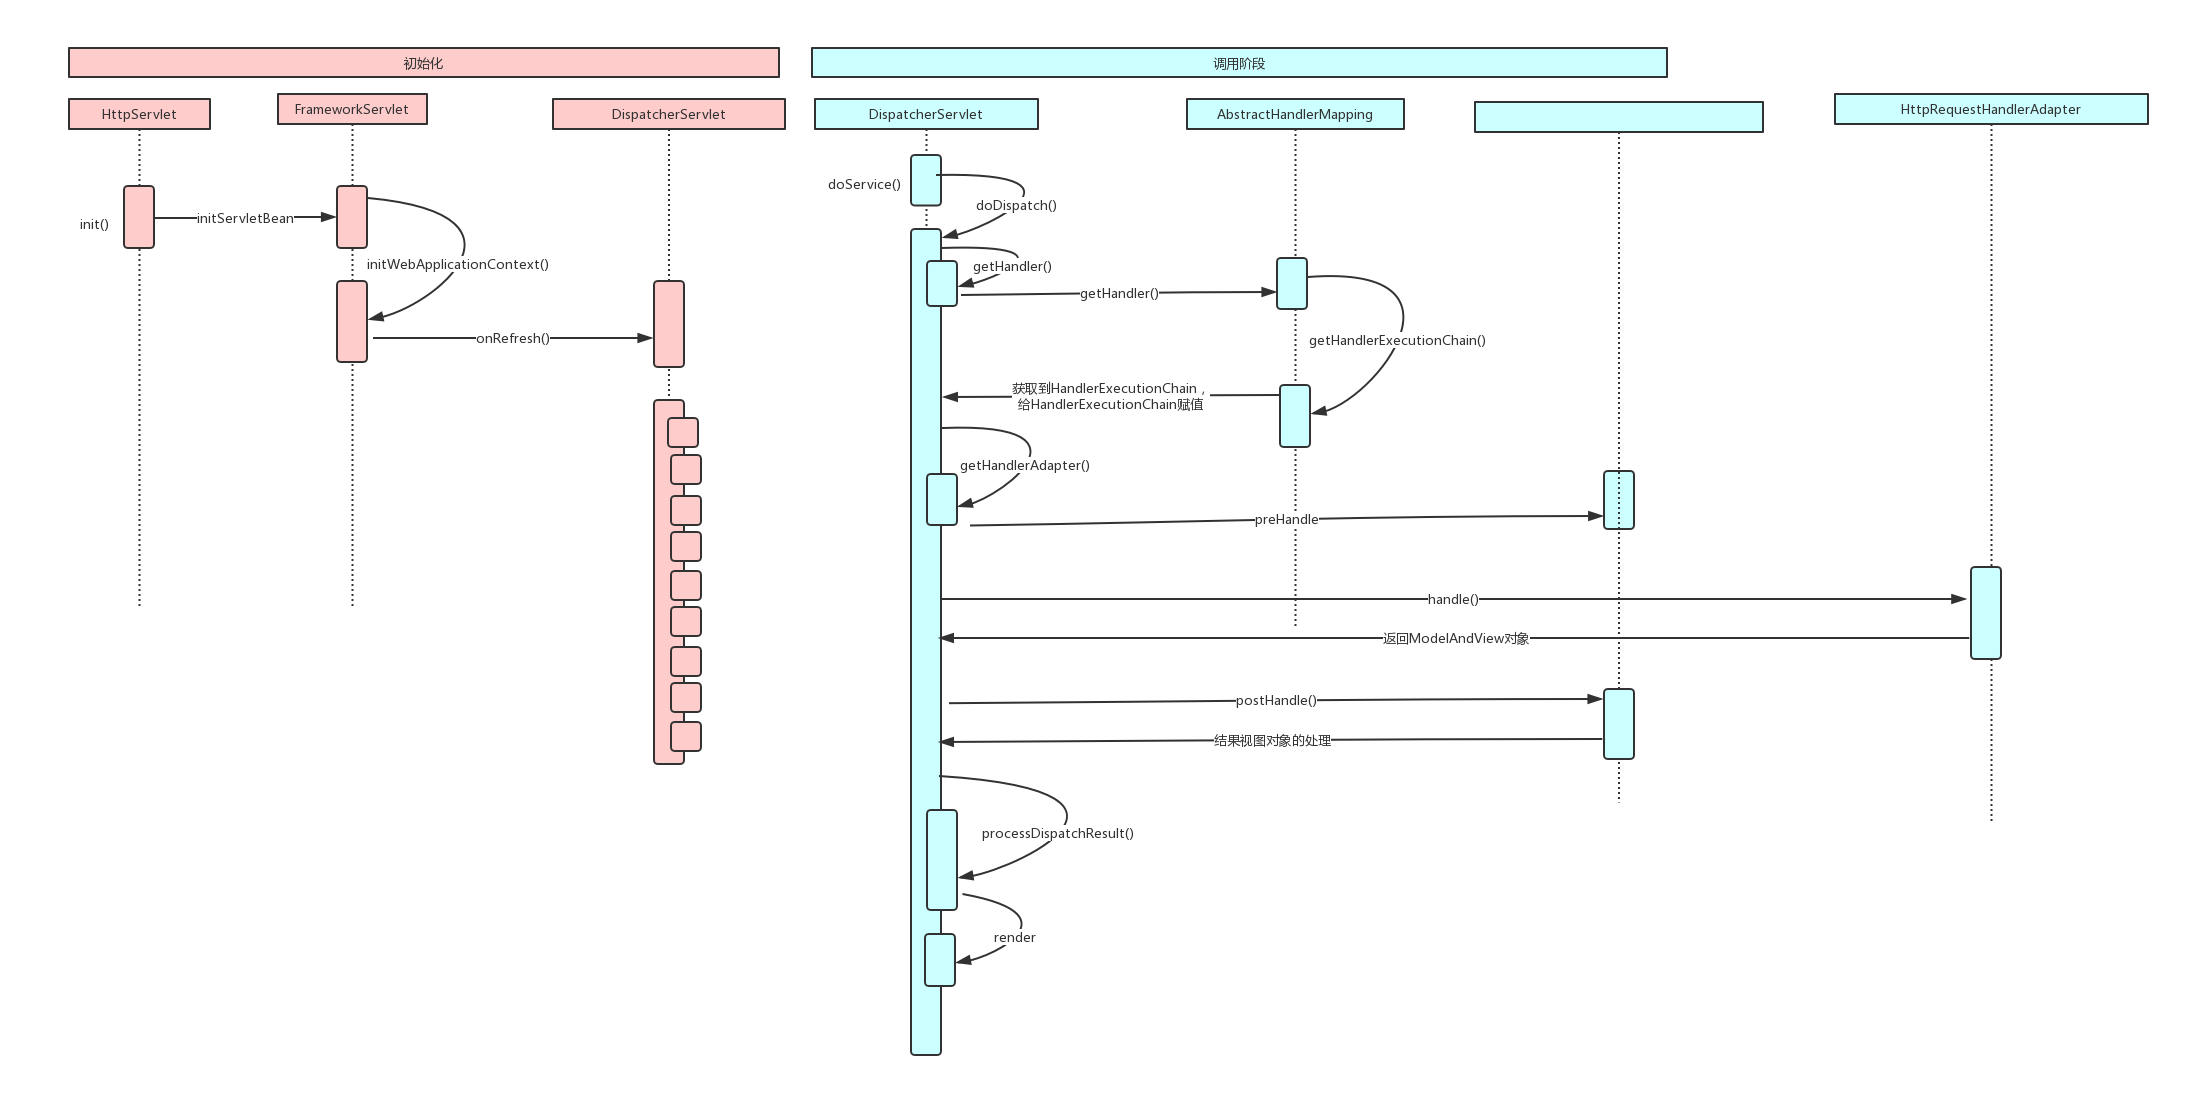 初始化
调用阶段
HttpServlet
FrameworkServlet
DispatcherServlet
DispatcherServlet
AbstractHandlerMapping
HttpRequestHandlerAdapter
init()
initServletBean
initWebApplicationContext()
onRefresh()
doService()
doDispatch()
getHandler()
getHandler()
getHandlerExecutionChain()
获取到HandlerExecutionChain，
给HandlerExecutionChain赋值
getHandlerAdapter()
preHandle
handle()
返回ModelAndView对象
postHandle()
结果视图对象的处理
processDispatchResult()
render